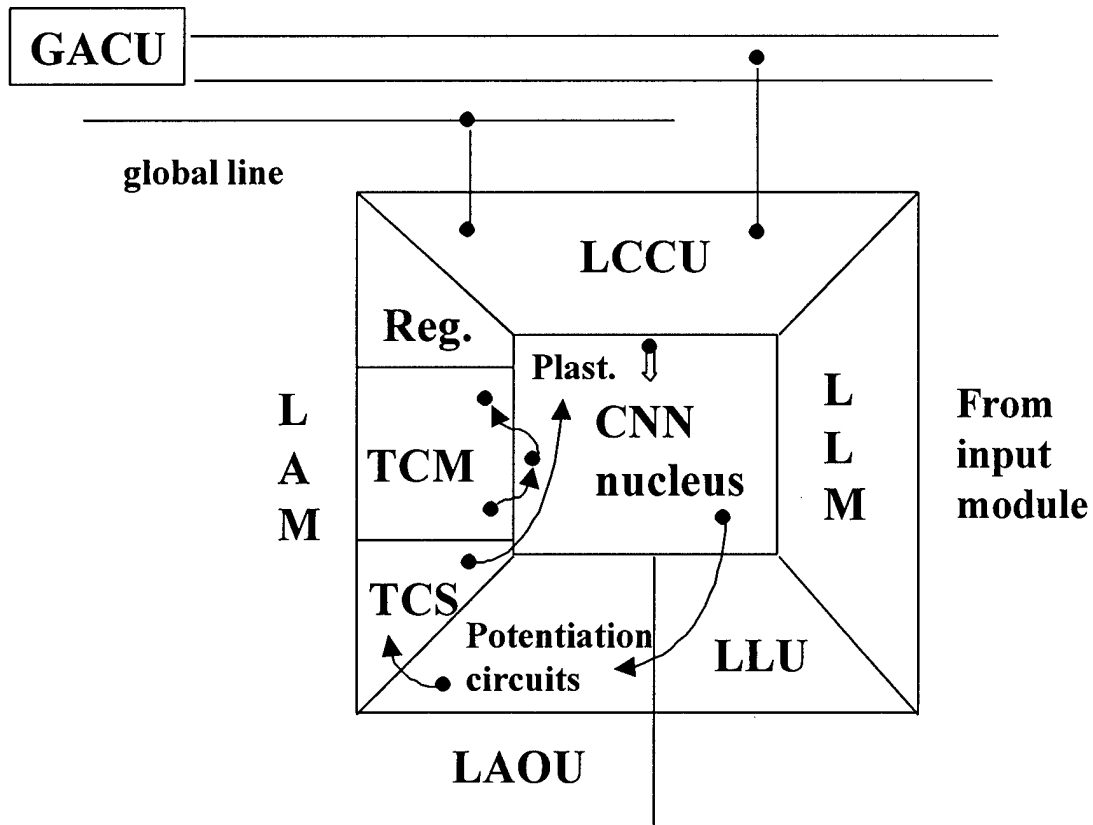 GACU
global line
LCCU
Reg.
Plast.
CNN
nucleus
L
A
M
TCM
L
L
M
From
input
module
TCS
Potentiation
circuits
LLU
LAOU